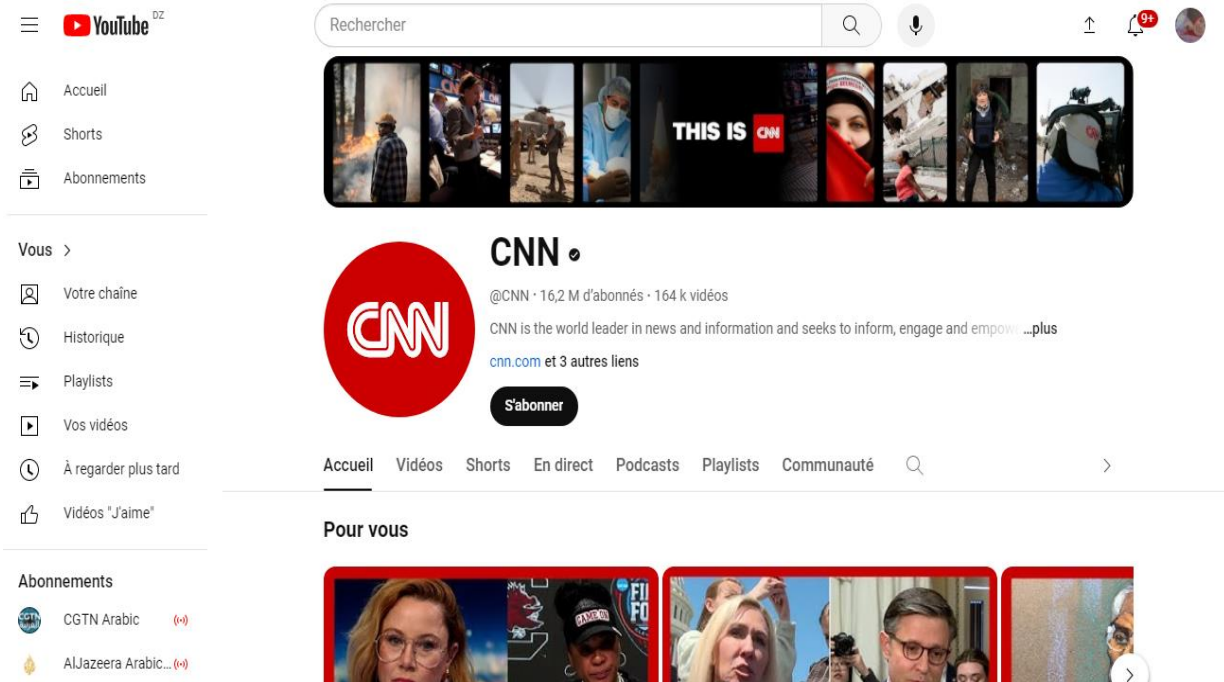 YouTube DZ
Rechercher
9+
Accueil
Shorts
Abonnements
Vous
Votre chaîne
Historique
Playlists
Vos vidéos
À regarder plus tard
Vidéos "J'aime"
Abonnements
CGTN Arabic
AlJazeera Arabic...
THIS IS CNN
CNN
CNN
@CNN · 16,2 M d'abonnés · 164 k vidéos
CNN is the world leader in news and information and seeks to inform, engage and empowe ...plus
cnn.com et 3 autres liens
S'abonner
Accueil Vidéos Shorts En direct Podcasts Playlists Communauté
Pour vous
GAME ON